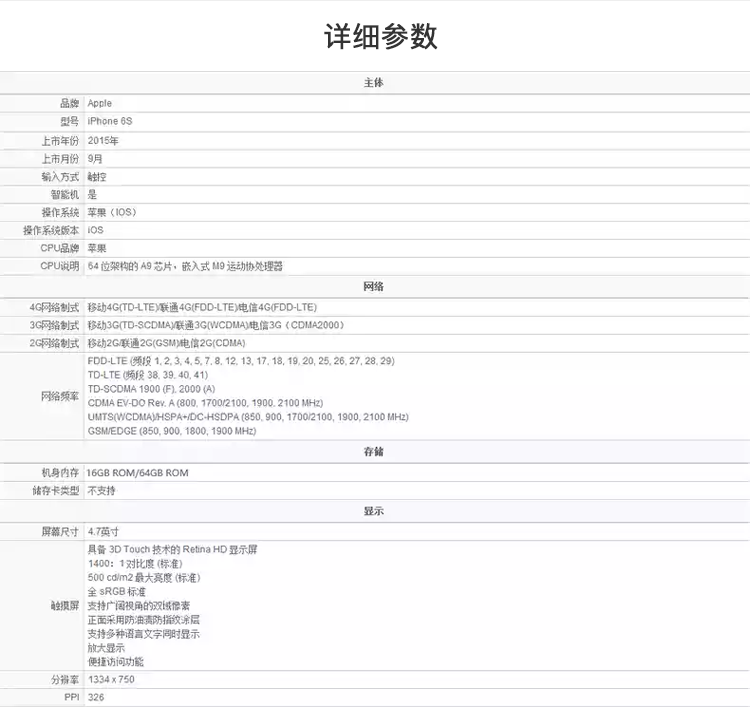 详细参数
主体
品牌 Apple
型号 iPhone 6S
上市年份 2015年
上市月份 9月
输入方式 触控
智能机 是
操作系统 苹果（IOS）
操作系统版本 iOS
CPU品牌 苹果
CPU说明 64 位架构的 A9 芯片，嵌入式 M9 运动协处理器
网络
4G网络制式 移动4G(TD-LTE)/联通4G(FDD-LTE)/电信4G(FDD-LTE)
3G网络制式 移动3G(TD-SCDMA)/联通3G(WCDMA)/电信3G（CDMA2000）
2G网络制式 移动2G/联通2G(GSM)/电信2G(CDMA)
网络频率 FDD-LTE (频段 1, 2, 3, 4, 5, 7, 8, 12, 13, 17, 18, 19, 20, 25, 26, 27, 28, 29)
TD-LTE (频段 38, 39, 40, 41)
TD-SCDMA 1900 (F), 2000 (A)
CDMA EV-DO Rev. A (800, 1700/2100, 1900, 2100 MHz)
UMTS(WCDMA)/HSPA+/DC-HSDPA (850, 900, 1700/2100, 1900, 2100 MHz)
GSM/EDGE (850, 900, 1800, 1900 MHz)
存储
机身内存 16GB ROM/64GB ROM
储存卡类型 不支持
显示
屏幕尺寸 4.7英寸
触摸屏 具备 3D Touch 技术的 Retina HD 显示屏
1400：1 对比度 (标准)
500 cd/m2 最大亮度 (标准)
全 sRGB 标准
支持广阔视角的双域像素
正面采用防油渍防指纹涂层
支持多种语言文字同时显示
放大显示
便捷访问功能
分辨率 1334 x 750
PPI 326